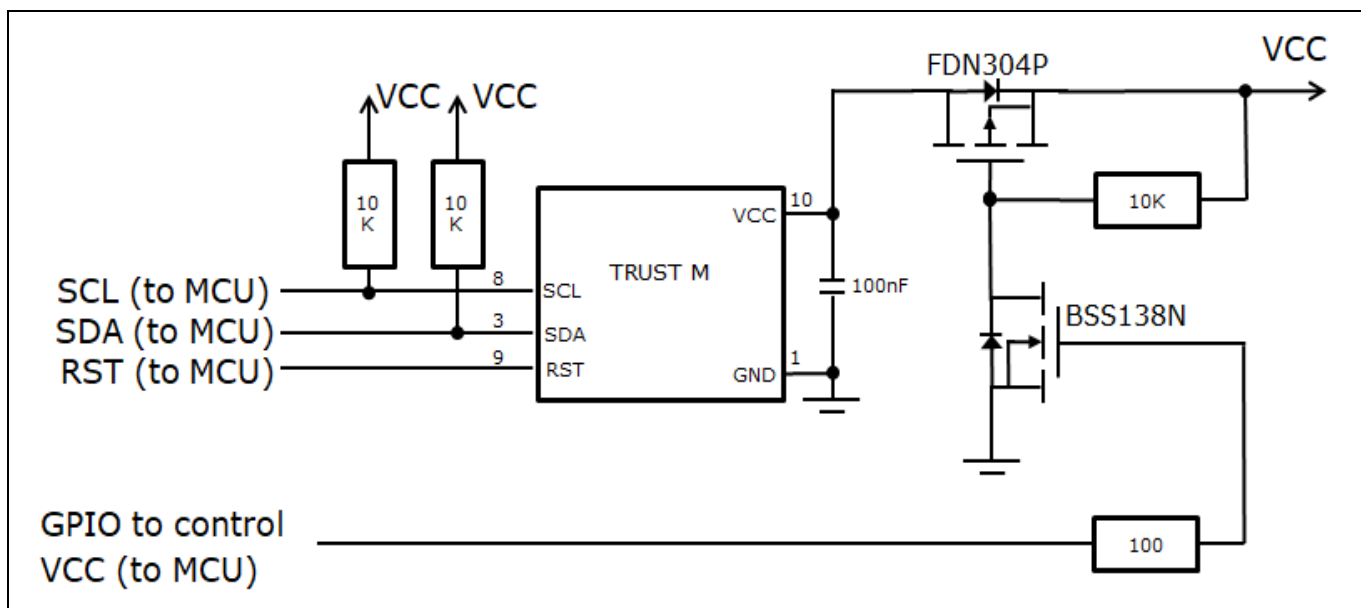 FDN304P
VCC
VCC
VCC
10
K
10
K
10
VCC
10K
TRUST M
SCL (to MCU)
8
SCL
100nF
BSS138N
SDA (to MCU)
3
SDA
RST (to MCU)
9
RST
1
GND
GPIO to control
VCC (to MCU)
100